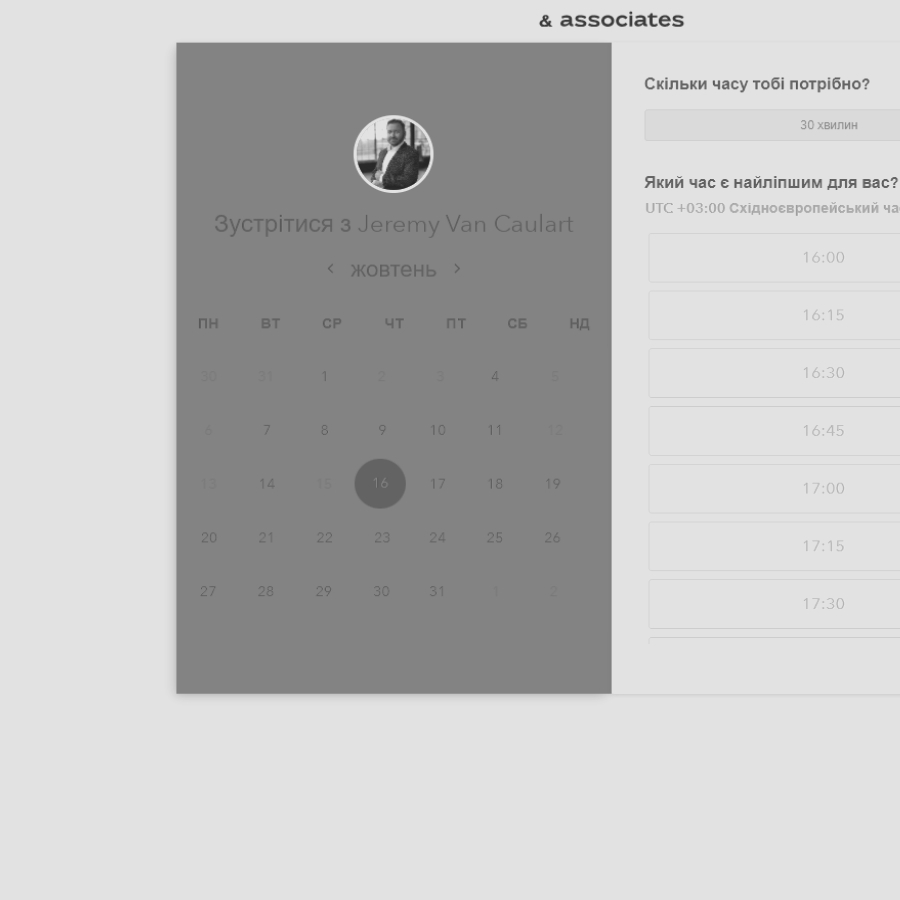 & associates
Зустрітися з Jeremy Van Caulart
жовтень
ПН ВТ СР ЧТ ПТ СБ НД
30 31 1 2 3 4 5
6 7 8 9 10 11 12
13 14 15 16 17 18 19
20 21 22 23 24 25 26
27 28 29 30 31 1 2
Скільки часу тобі потрібно?
30 хвилин
Який час є найліпшим для вас?
UTC +03:00 Східноєвропейський
16:00
16:15
16:30
16:45
17:00
17:15
17:30